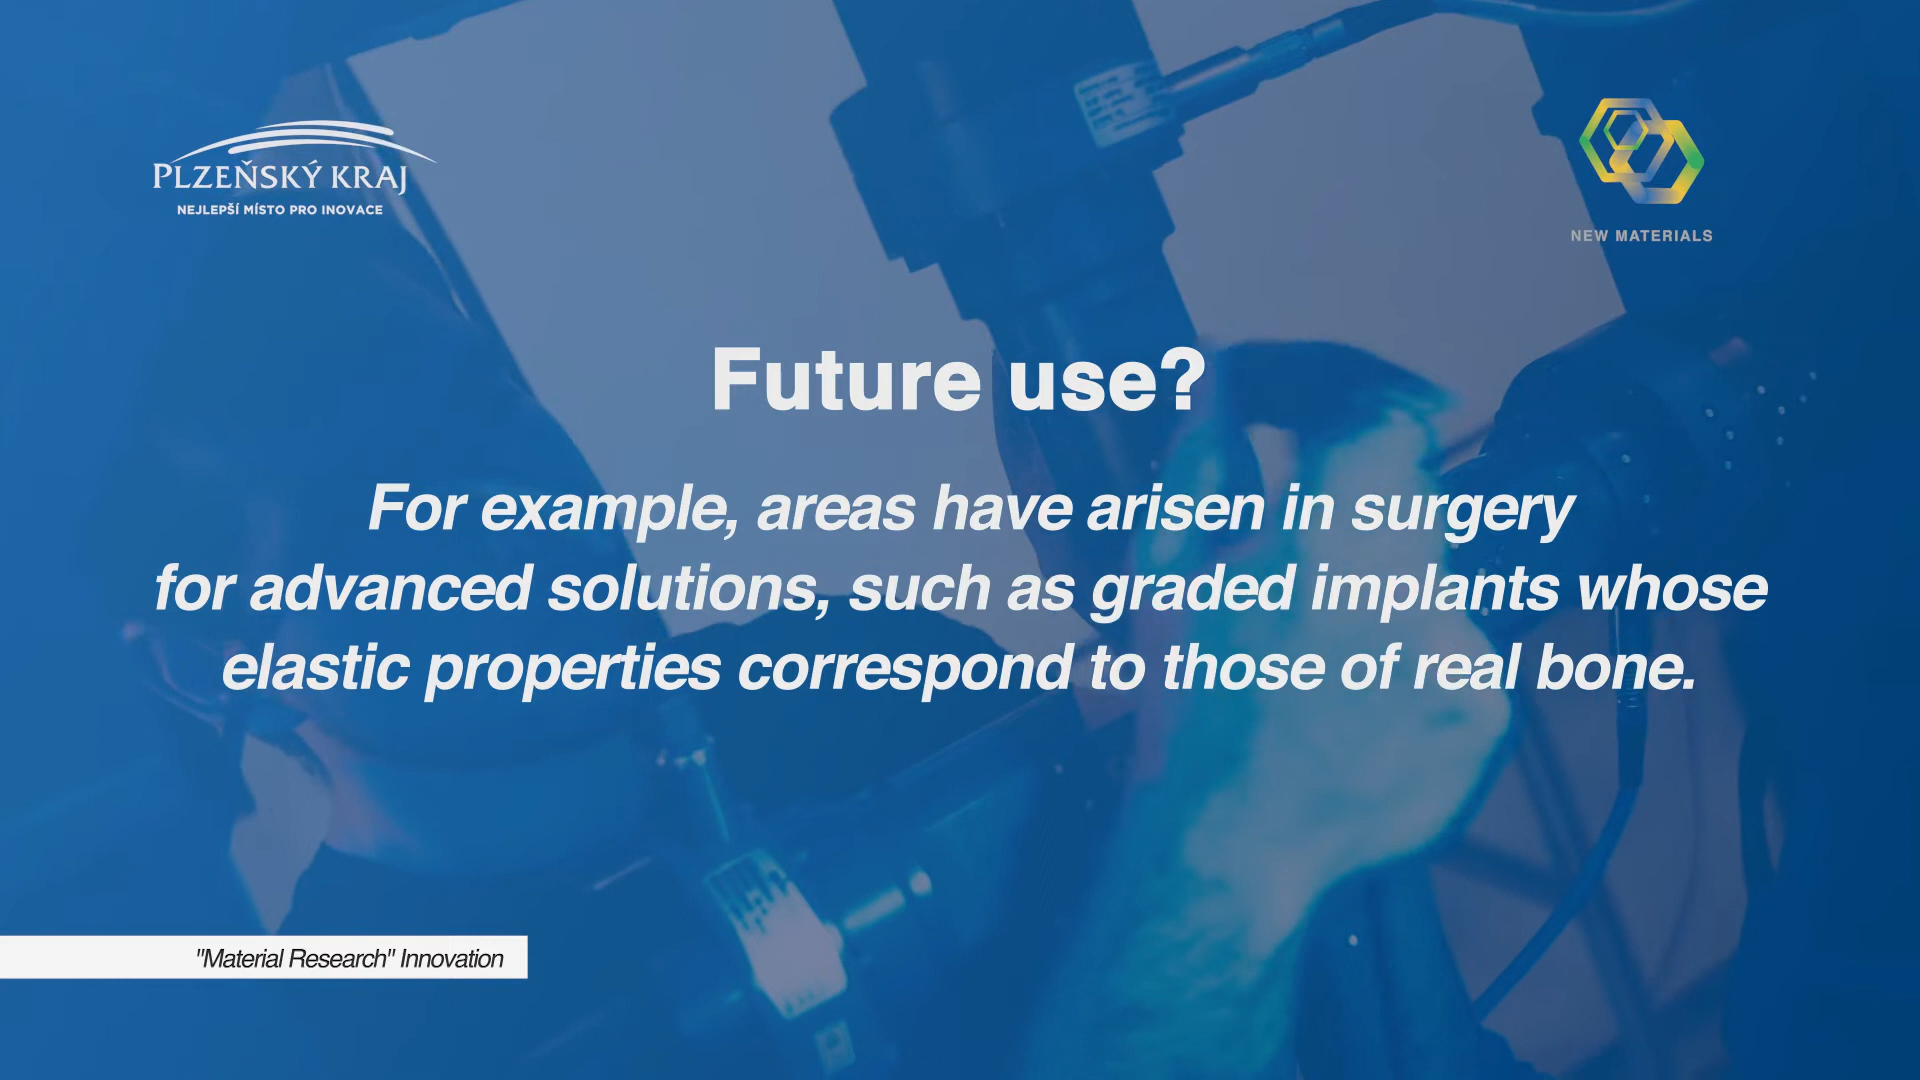 PLZEŇSKÝ KRAJ
NEJLEPŠÍ MÍSTO PRO INOVACE
NEW MATERIALS
Future use?
For example, areas have arisen in surgery
for advanced solutions, such as graded implants whose
elastic properties correspond to those of real bone.
"Material Research" Innovation